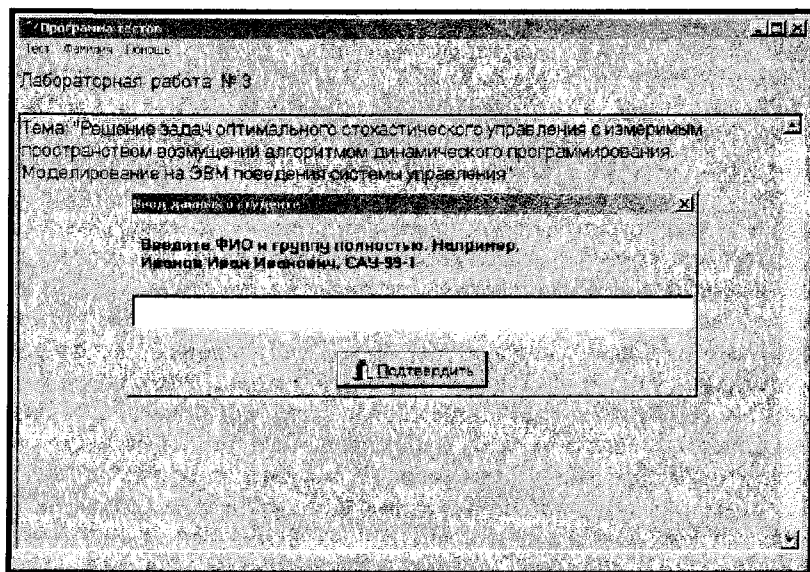 Программа тестов
Тест Фамилия Помощь
Лабораторная работа № 3
Тема: "Решение задач оптимального стохастического управления с измеримым
пространством возмущений алгоритмом динамического программирования.
Моделирование на ЭВМ поведения системы управления"
Ввод данных о студенте
Введите ФИО и группу полностью. Например,
Иванов Иван Иванович, САУ-99-1
Подтвердить